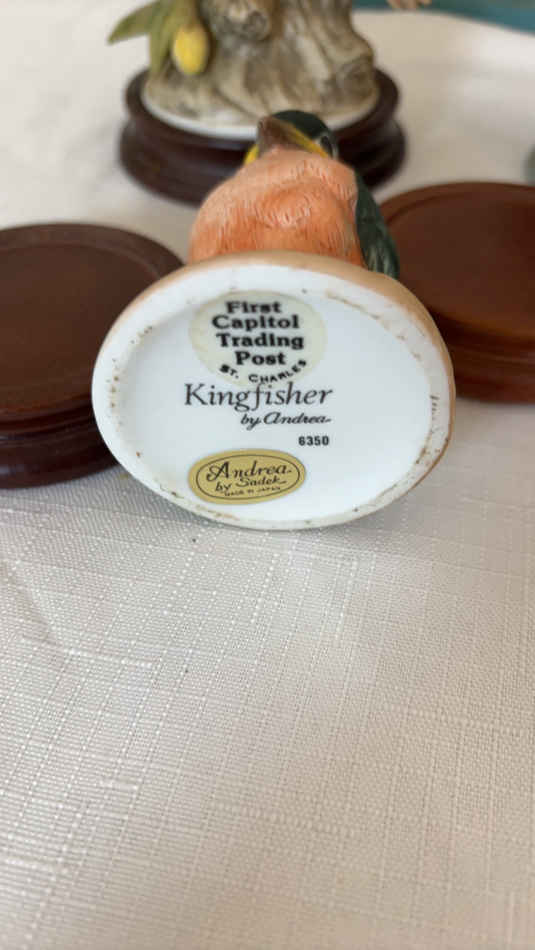 First
Capitol
Trading
Post
ST. CHARLES
Kingfisher
by Andrea
6350
Andrea
by Sadek
MADE IN JAPAN